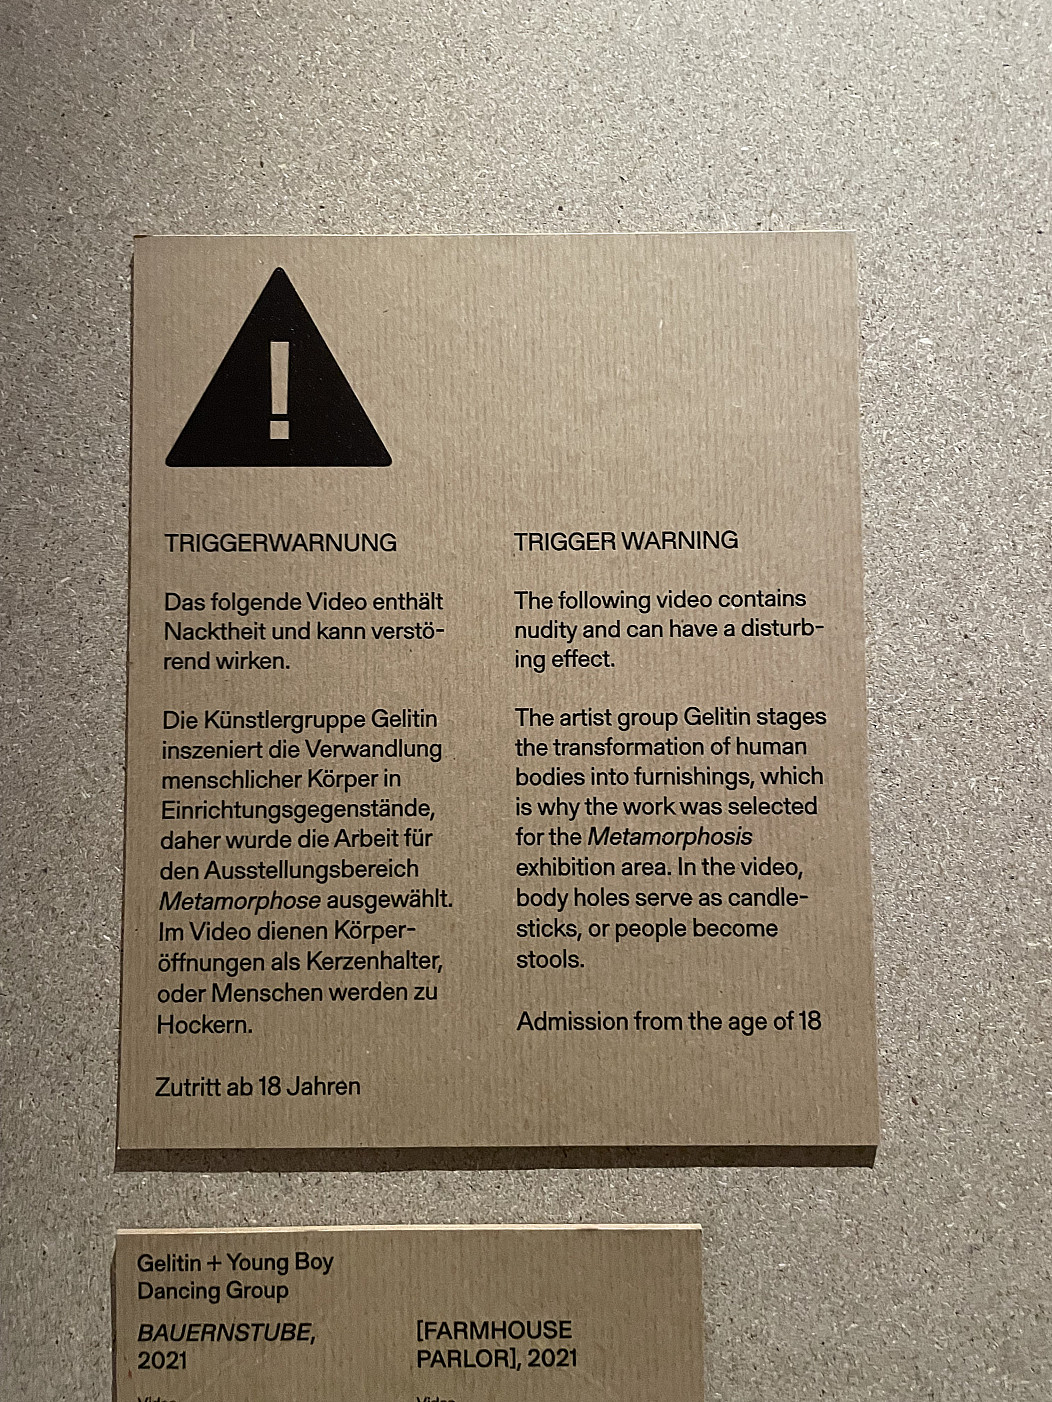 TRIGGERWARNUNG
Das folgende Video enthält
Nacktheit und kann verstö-
rend wirken.
Die Künstlergruppe Gelitin
inszeniert die Verwandlung
menschlicher Körper in
Einrichtungsgegenstände,
daher wurde die Arbeit für
den Ausstellungsbereich
Metamorphose ausgewählt.
Im Video dienen Körper-
öffnungen als Kerzenhalter,
oder Menschen werden zu
Hockern.
Zutritt ab 18 Jahren
TRIGGER WARNING
The following video contains
nudity and can have a disturb-
ing effect.
The artist group Gelitin stages
the transformation of human
bodies into furnishings, which
is why the work was selected
for the Metamorphosis
exhibition area. In the video,
body holes serve as candle-
sticks, or people become
stools.
Admission from the age of 18
Gelitin + Young Boy
Dancing Group
BAUERNSTUBE,
2021
[FARMHOUSE
PARLOR], 2021
Video
Video